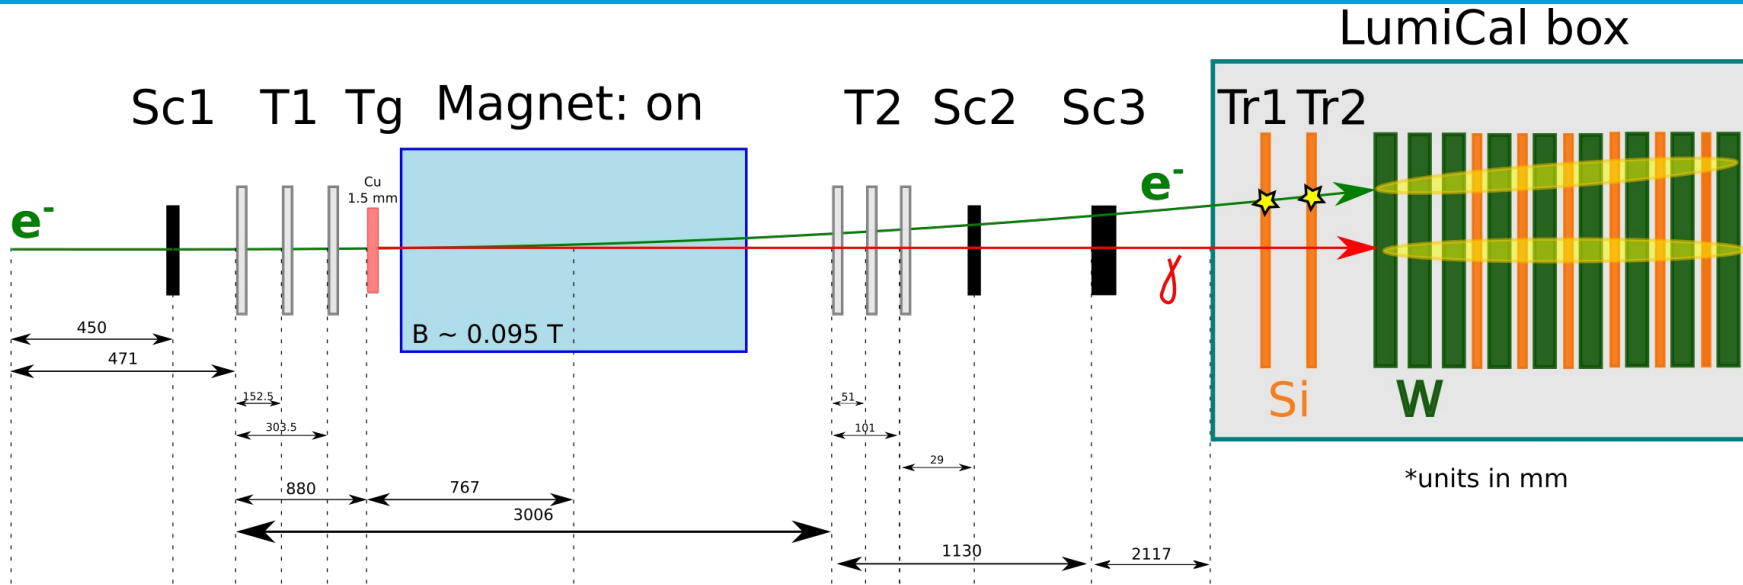 LumiCal box
Sc1 T1 Tg Magnet: on T2 Sc2 Sc3 Tr1 Tr2
Cu
1.5 mm
e- e-
γ
B ~ 0.095 T
450
471
152.5
303.5
51
101
29
Si W
*units in mm
880 767
3006
1130 2117